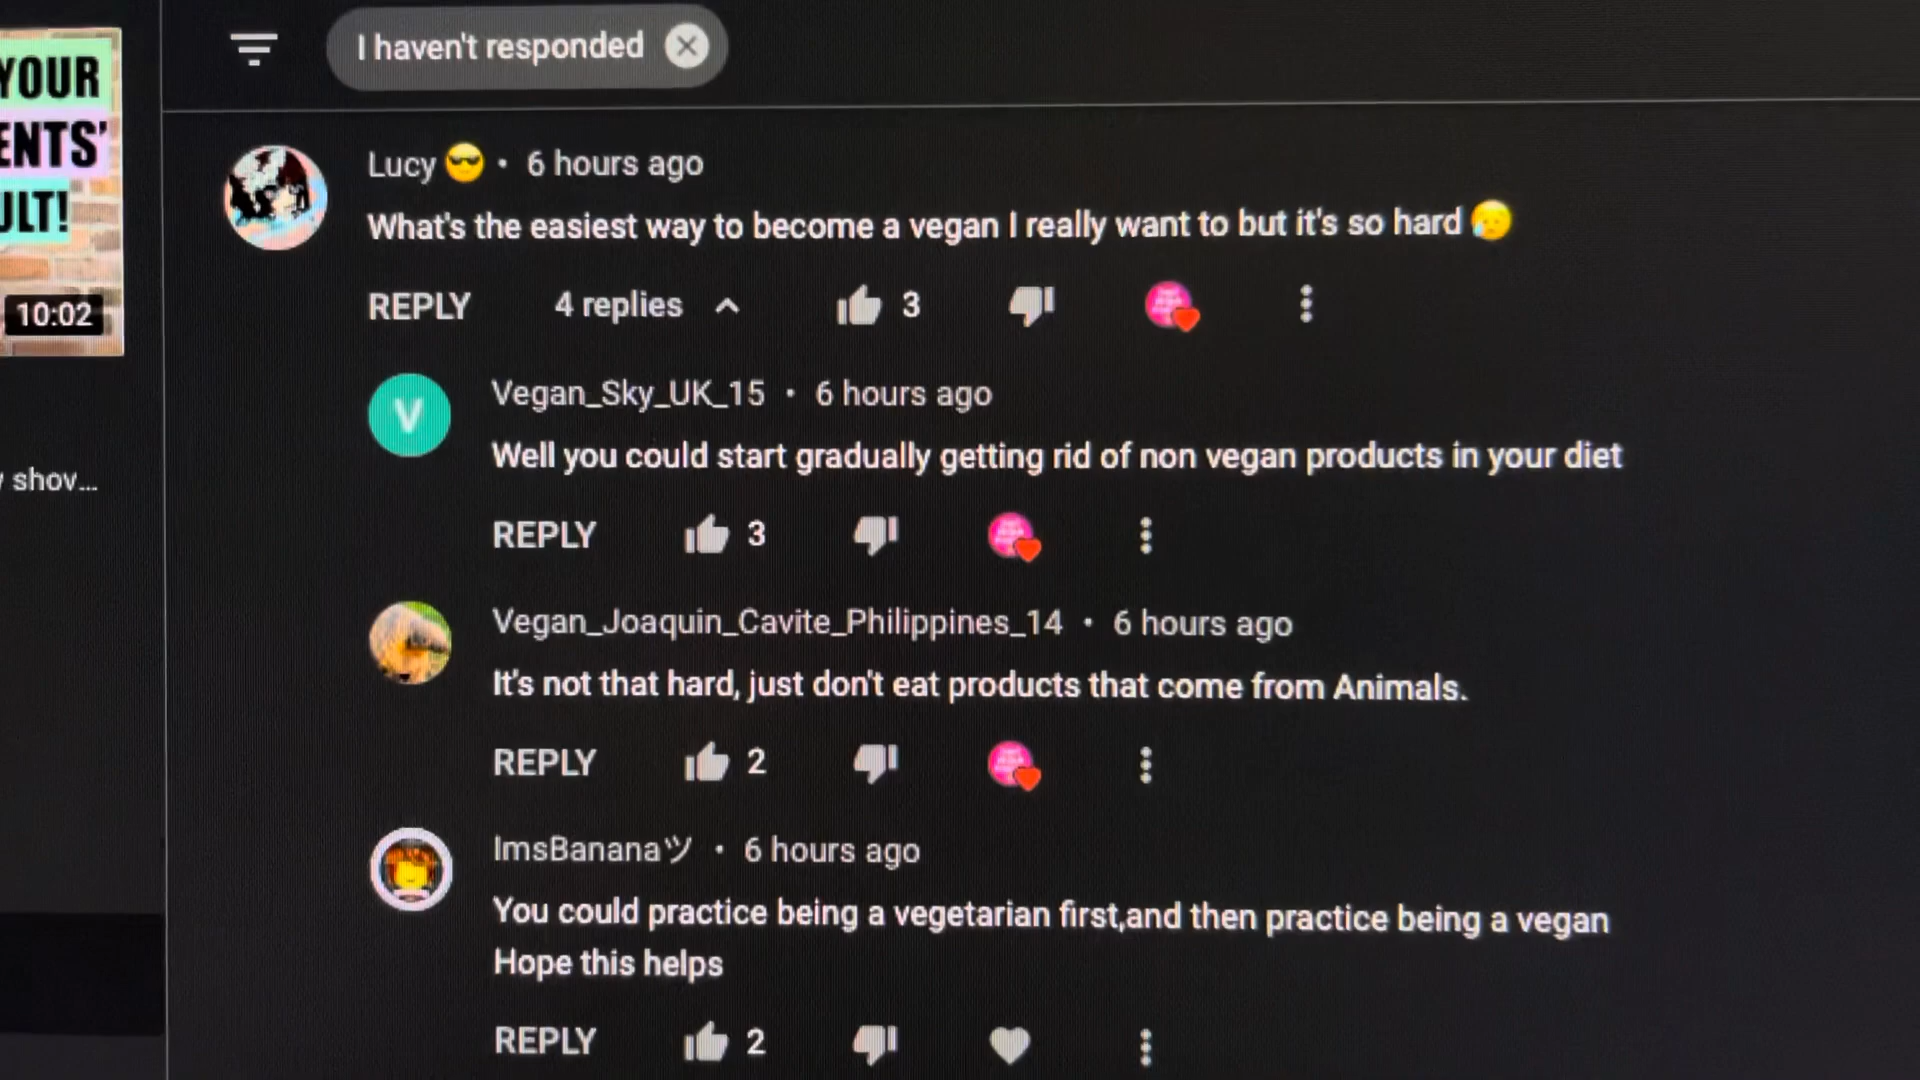 YOUR
ENTS'
ULT!
10:02
shov...
I haven't responded
Lucy 😎 • 6 hours ago
What's the easiest way to become a vegan I really want to but it's so hard 😥
REPLY 4 replies 3
Vegan_Sky_UK_15 • 6 hours ago
V
Well you could start gradually getting rid of non vegan products in your diet
REPLY 3
Vegan_Joaquin_Cavite_Philippines_14 • 6 hours ago
It's not that hard, just don't eat products that come from Animals.
REPLY 2
ImsBananaツ • 6 hours ago
You could practice being a vegetarian first,and then practice being a vegan
Hope this helps
REPLY 2